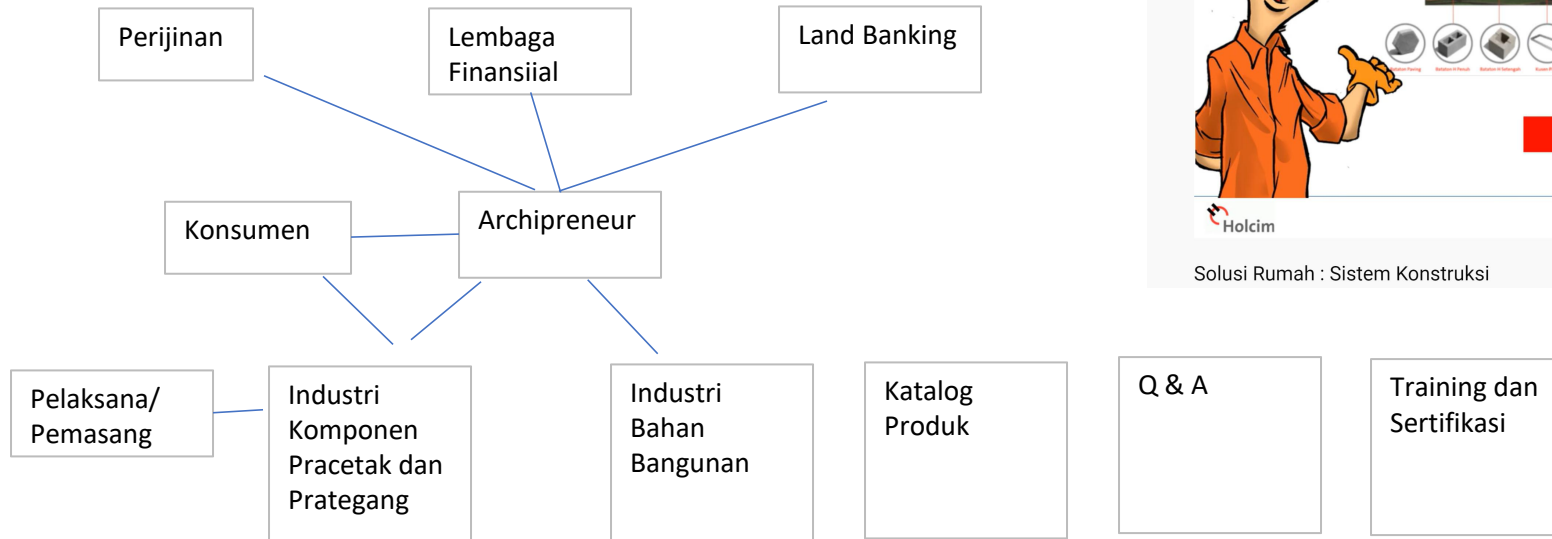 Perijinan
Lembaga
Finansiial
Land Banking
Konsumen
Archipreneur
Holcim
Solusi Rumah : Sistem Konstruksi
Pelaksana/
Pemasang
Industri
Komponen
Pracetak dan
Prategang
Industri
Bahan
Bangunan
Katalog
Produk
Q & A
Training dan
Sertifikasi